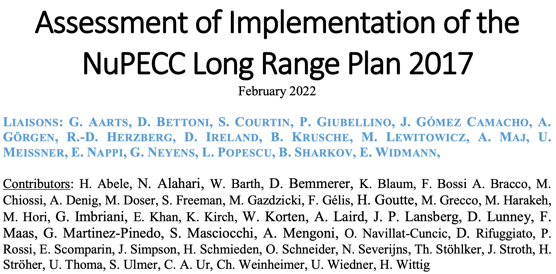 Assessment of Implementation of the
NuPECC Long Range Plan 2017
February 2022
LIAISONS: G. AARTS, D. BETTONI, S. COURTIN, P. GIUBELLINO, J. GÓMEZ CAMACHO, A.
GÖRGEN, R.-D. HERZBERG, D. IRELAND, B. KRUSCHE, M. LEWITOWICZ, A. MAJ, U.
MEISSNER, E. NAPPI, G. NEYENS, L. POPESCU, B. SHARKOV, E. WIDMANN,
Contributors: H. Abele, N. Alahari, W. Barth, D. Bemmerer, K. Blaum, F. Bossi A. Bracco, M.
Chiossi, A. Denig, M. Doser, S. Freeman, M. Gazdzicki, F. Gélis, H. Goutte, M. Grecco, M. Harakeh,
M. Hori, G. Imbriani, E. Khan, K. Kirch, W. Korten, A. Laird, J. P. Lansberg, D. Lunney, F.
Maas, G. Martinez-Pinedo, S. Masciocchi, A. Mengoni, O. Navillat-Cuncic, D. Rifuggiato, P.
Rossi, E. Scomparin, J. Simpson, H. Schmieden, O. Schneider, N. Severijns, Th. Stöhlker, J. Stroth, H.
Ströher, U. Thoma, S. Ulmer, C. A. Ur, Ch. Weinheimer, U. Wiedner, H. Wittig